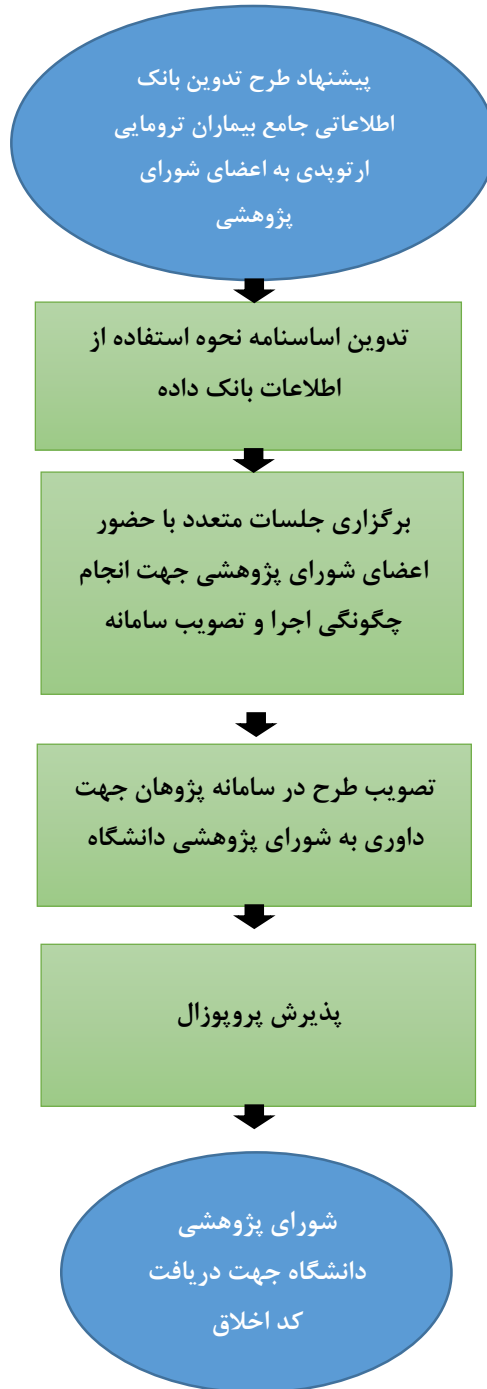 پیشنهاد طرح تدوین بانک
اطلاعاتی جامع بیماران ترومایی
ارتوپدی به اعضای شورای
پژوهشی
تدوین اساسنامه نحوه استفاده از
اطلاعات بانک داده
برگزاری جلسات متعدد با حضور
اعضای شورای پژوهشی جهت انجام
چگونگی اجرا و تصویب سامانه
تصویب طرح در سامانه پژوهان جهت
داوری به شورای پژوهشی دانشگاه
پذیرش پروپوزال
شورای پژوهشی
دانشگاه جهت دریافت
کد اخلاق